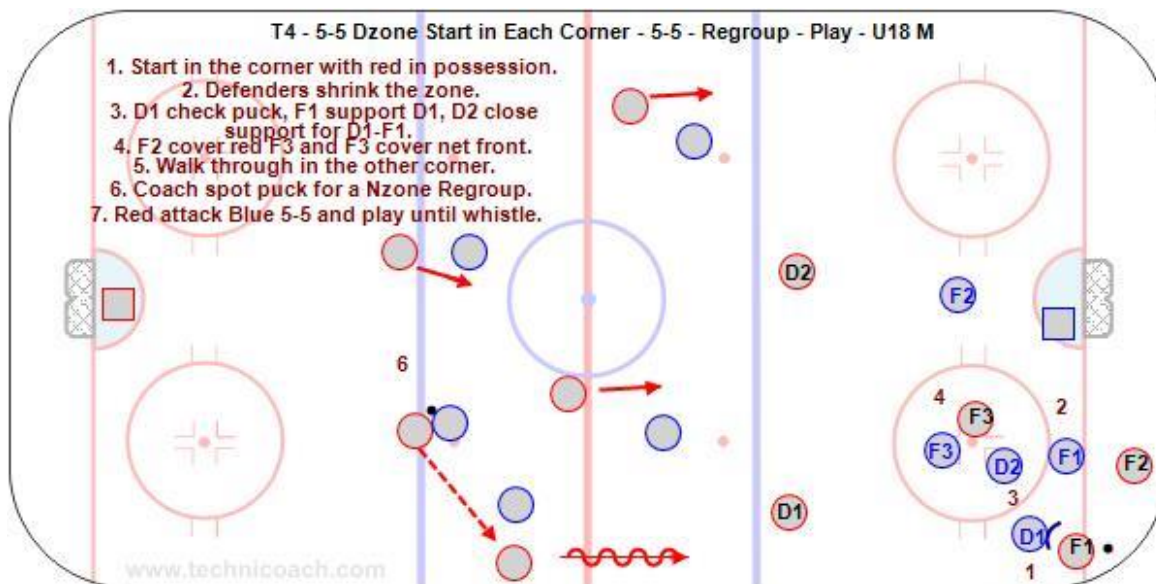 T4 - 5-5 Dzone Start in Each Corner - 5-5 - Regroup - Play - U18 M
1. Start in the corner with red in possession.
2. Defenders shrink the zone.
3. D1 check puck, F1 support D1, D2 close
support for D1-F1.
4. F2 cover red F3 and F3 cover net front.
5. Walk through in the other corner.
6. Coach spot puck for a Nzone Regroup.
7. Red attack Blue 5-5 and play until whistle.
D2
F2
6
4
2
F3
F3
D2
F1
F2
3
D1
D1
F1
1
www.technicoach.com